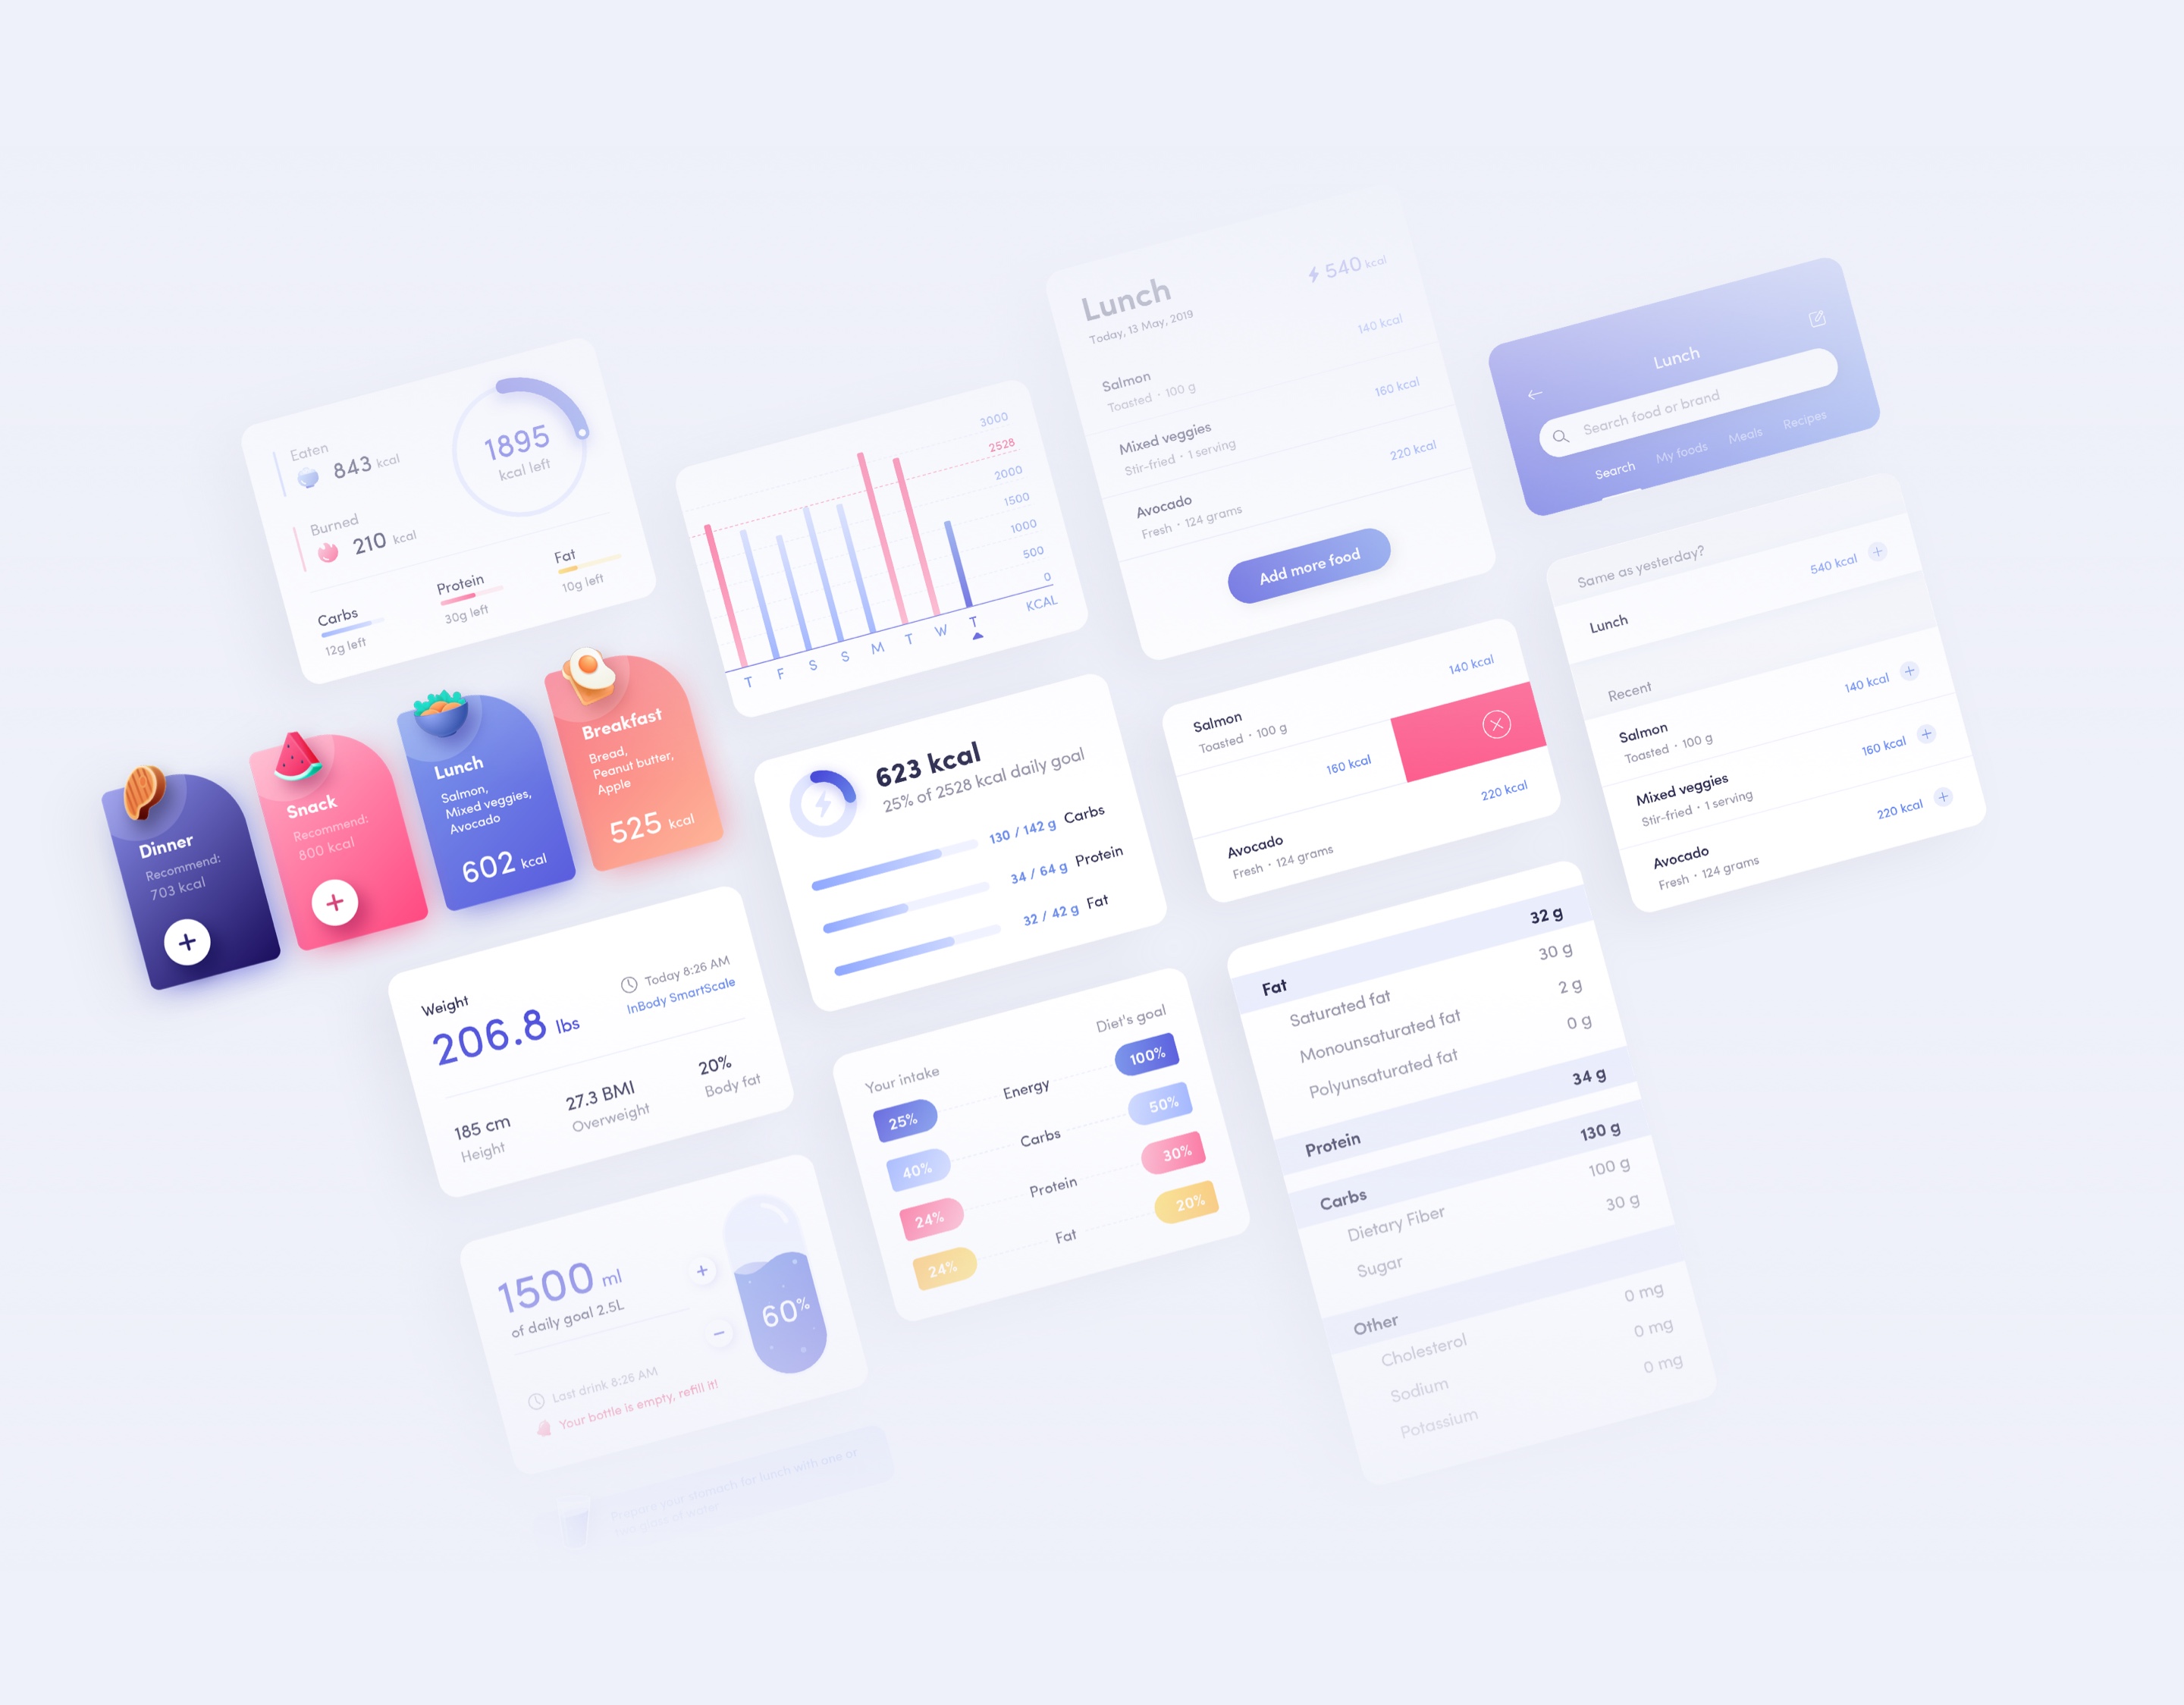 Eaten
843 kcal
Burned
210 kcal
1895
kcal left
Carbs
12g left
Protein
30g left
Fat
10g left
Dinner
Recommend:
703 kcal
Snack
Recommend:
800 kcal
Lunch
Salmon,
Mixed veggies,
Avocado
602 kcal
Breakfast
Bread,
Peanut butter,
Apple
525 kcal
Weight
206.8 lbs
Today 8:26 AM
InBody SmartScale
185 cm
Height
27.3 BMI
Overweight
20%
Body fat
1500 ml
of daily goal 2.5L
60%
Last drink 8:26 AM
Your bottle is empty, refill it!
Prepare your stomach for lunch with one or
two glass of water
3000
2528
2000
1500
1000
500
0
KCAL
T F S S M T W T
623 kcal
25% of 2528 kcal daily goal
130 / 142 g Carbs
34 / 64 g Protein
32 / 42 g Fat
Your intake
Diet's goal
25% Energy 100%
40% Carbs 50%
24% Protein 30%
24% Fat 20%
Lunch
540 kcal
Today, 13 May, 2019
Salmon
140 kcal
Toasted · 100 g
Mixed veggies
160 kcal
Stir-fried · 1 serving
Avocado
220 kcal
Fresh · 124 grams
Add more food
Salmon
140 kcal
Toasted · 100 g
160 kcal
Avocado
220 kcal
Fresh · 124 grams
Fat 32 g
Saturated fat 30 g
Monounsaturated fat 2 g
Polyunsaturated fat 0 g
Protein 34 g
Carbs 130 g
Dietary Fiber 100 g
Sugar 30 g
Other
Cholesterol 0 mg
Sodium 0 mg
Potassium 0 mg
Lunch
Search food or brand
Search My foods Meals Recipes
Same as yesterday?
Lunch 540 kcal
Recent
Salmon
140 kcal
Toasted · 100 g
Mixed veggies
160 kcal
Stir-fried · 1 serving
Avocado
220 kcal
Fresh · 124 grams